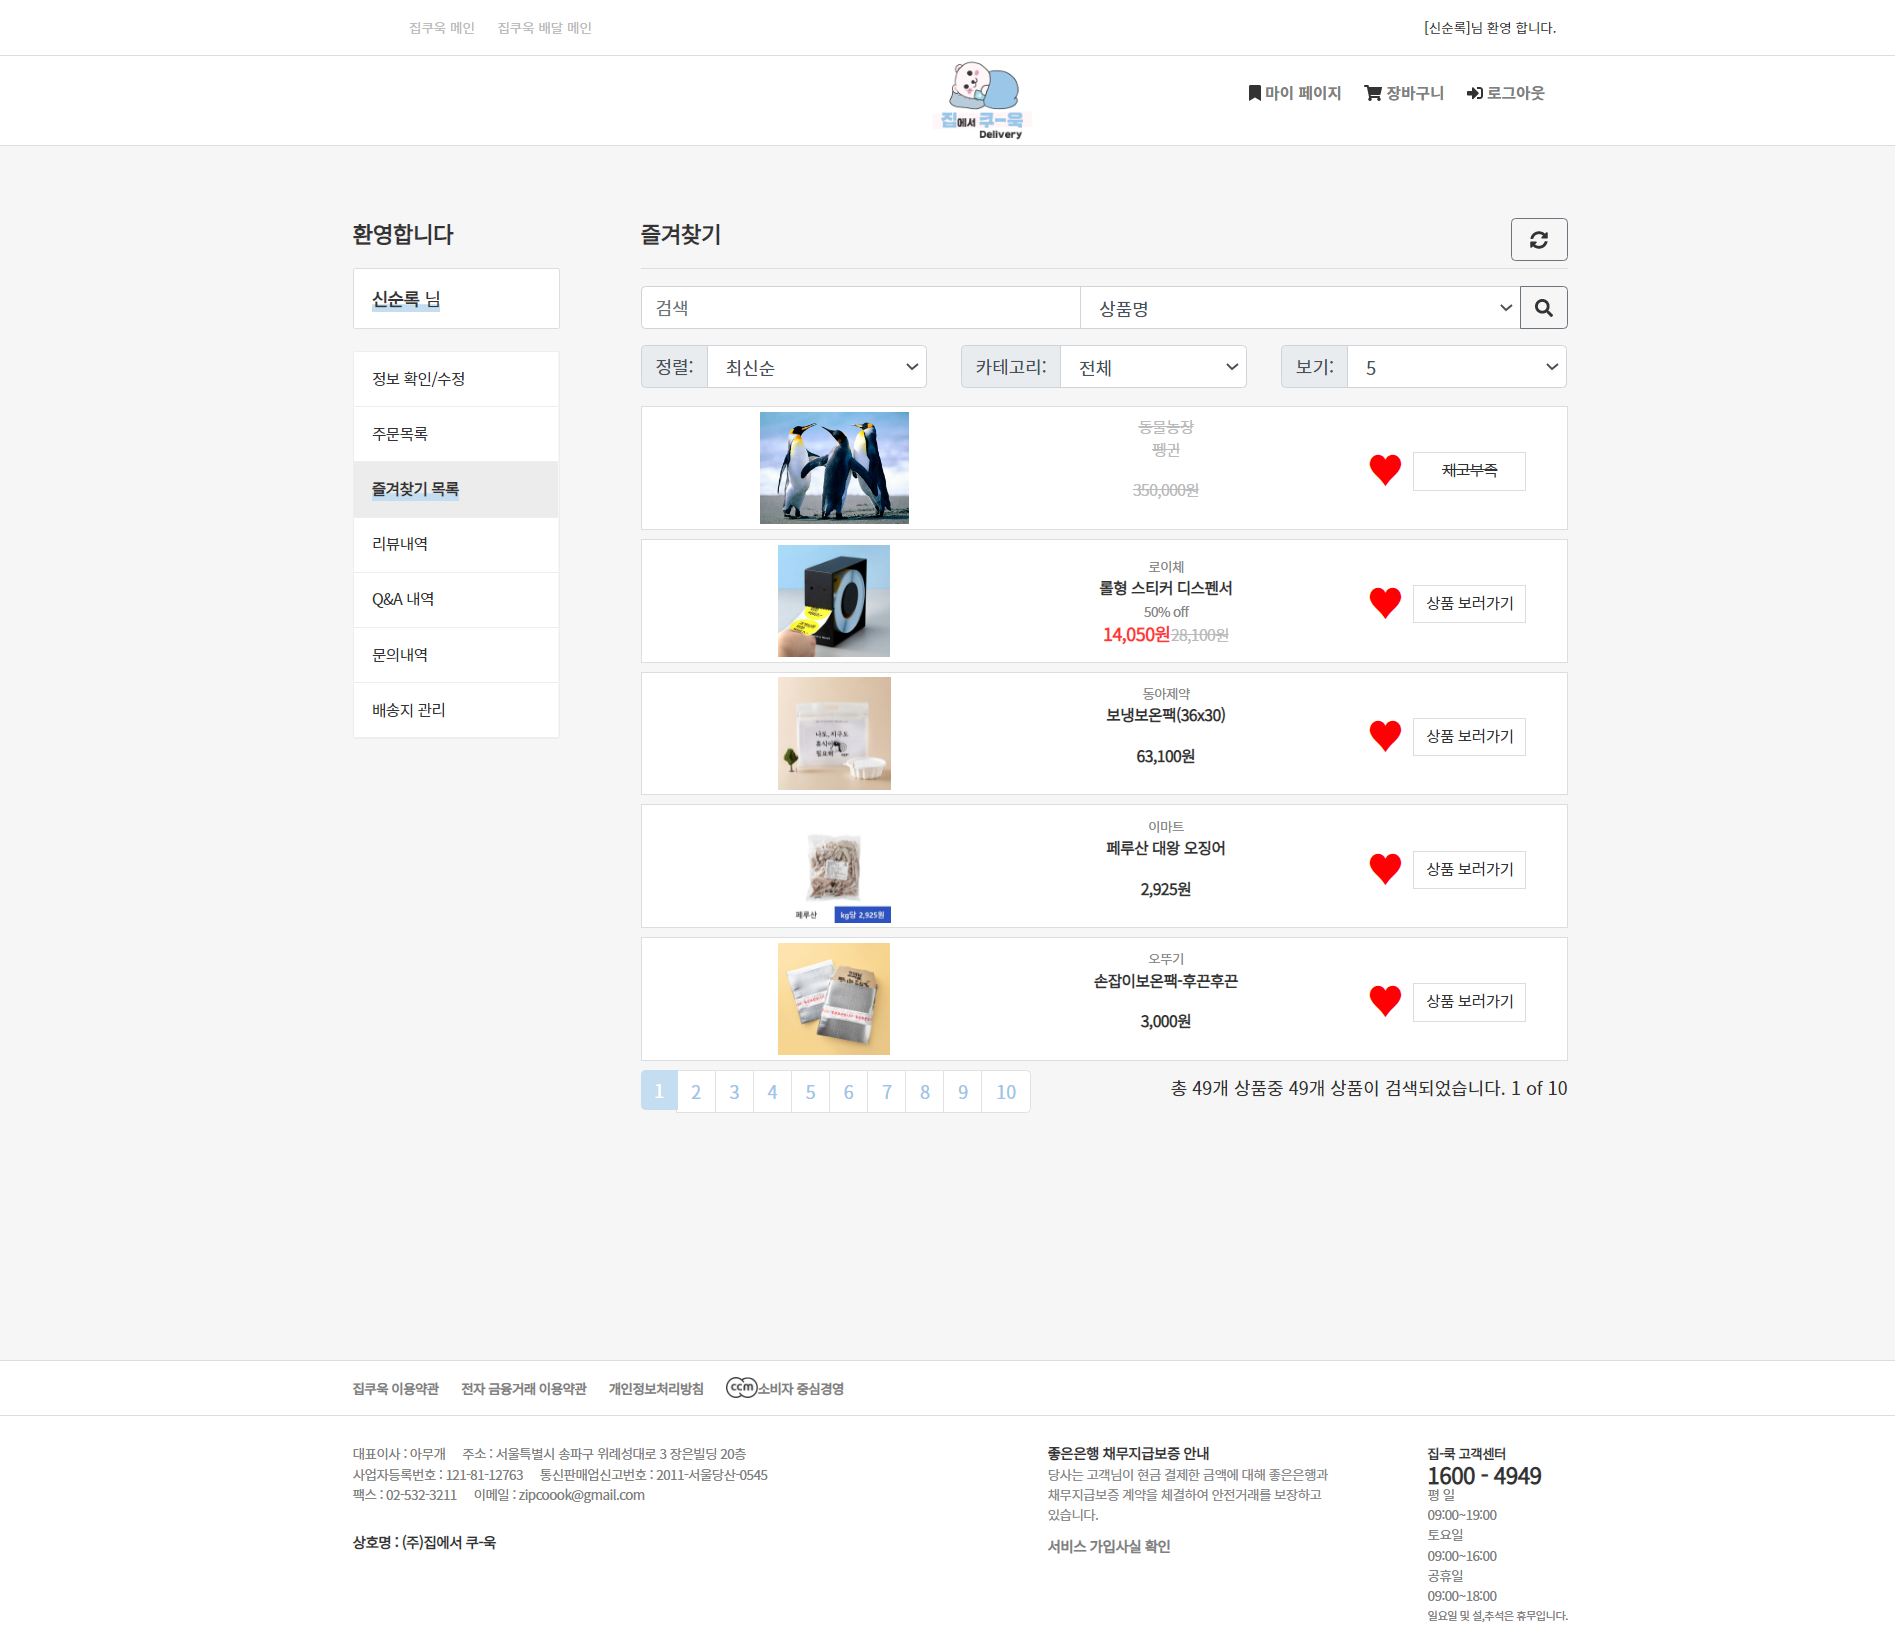 집쿠욱 메인 집쿠욱 배달 메인
[신순록]님 환영 합니다.
집에서 쿠-욱
Delivery
마이 페이지 장바구니 로그아웃
환영합니다
신순록 님
정보 확인/수정
주문목록
즐겨찾기 목록
리뷰내역
Q&A 내역
문의내역
배송지 관리
즐겨찾기
검색 상품명
정렬: 최신순 카테고리: 전체 보기: 5
동물농장
펭귄
350,000원
재고부족
로이체
롤형 스티커 디스펜서
50% off
14,050원28,100원
상품 보러가기
나도, 지구도
휴식이
필요해
동아제약
보냉보온팩(36x30)
63,100원
상품 보러가기
페루산 kg당 2,925원
이마트
페루산 대왕 오징어
2,925원
상품 보러가기
오뚜기
손잡이보온팩-후끈후끈
3,000원
상품 보러가기
1 2 3 4 5 6 7 8 9 10
총 49개 상품중 49개 상품이 검색되었습니다. 1 of 10
집쿠욱 이용약관 전자 금융거래 이용약관 개인정보처리방침 ccm소비자 중심경영
대표이사 : 아무개 주소 : 서울특별시 송파구 위례성대로 3 장은빌딩 20층
사업자등록번호 : 121-81-12763 통신판매업신고번호 : 2011-서울당산-0545
팩스 : 02-532-3211 이메일 : zipcoook@gmail.com
상호명 : (주)집에서 쿠-욱
좋은은행 채무지급보증 안내
당사는 고객님이 현금 결제한 금액에 대해 좋은은행과
채무지급보증 계약을 체결하여 안전거래를 보장하고
있습니다.
서비스 가입사실 확인
집-쿡 고객센터
1600 - 4949
평 일
09:00~19:00
토요일
09:00~16:00
공휴일
09:00~18:00
일요일 및 설,추석은 휴무입니다.